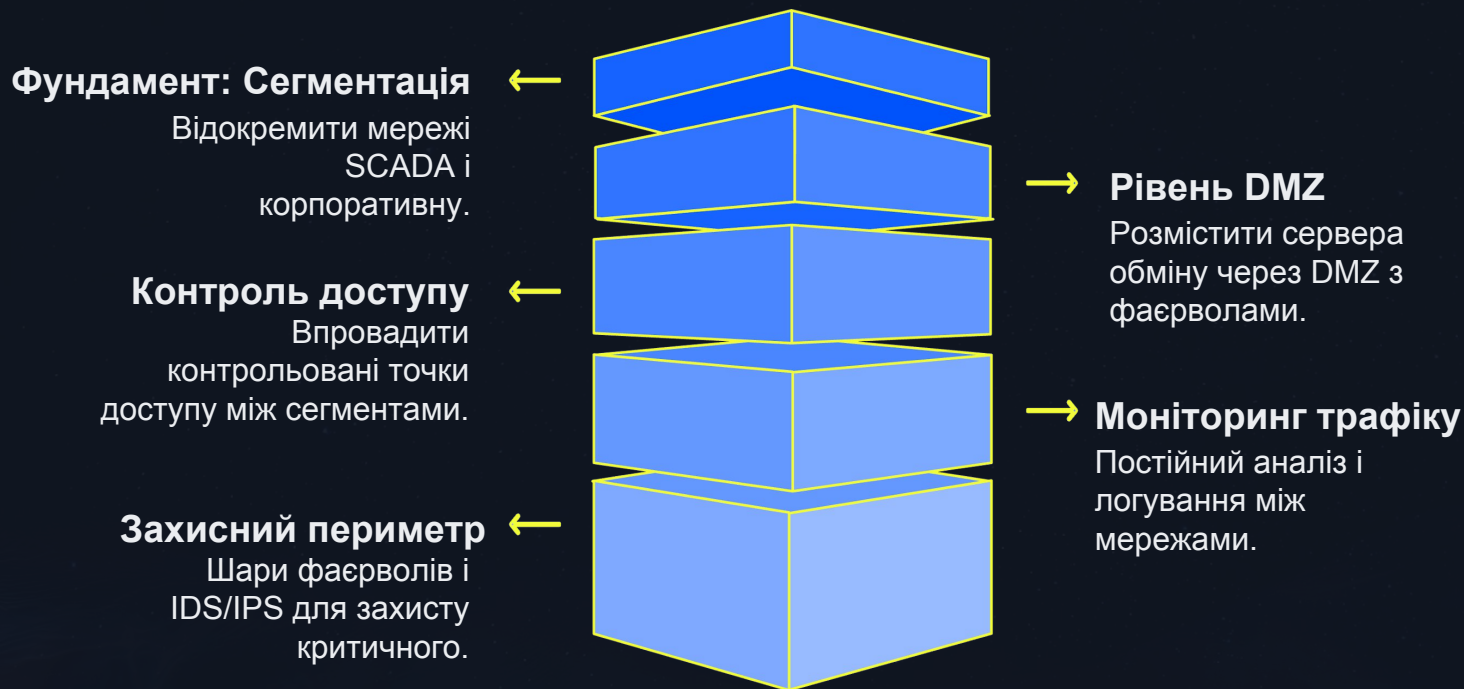 Фундамент: Сегментація
Відокремити мережі
SCADA і
корпоративну.
Рівень DMZ
Розмістити сервера
обміну через DMZ з
фаєрволами.
Контроль доступу
Впровадити
контрольовані точки
доступу між сегментами.
Моніторинг трафіку
Постійний аналіз і
логування між
мережами.
Захисний периметр
Шари фаєрволів і
IDS/IPS для захисту
критичного.